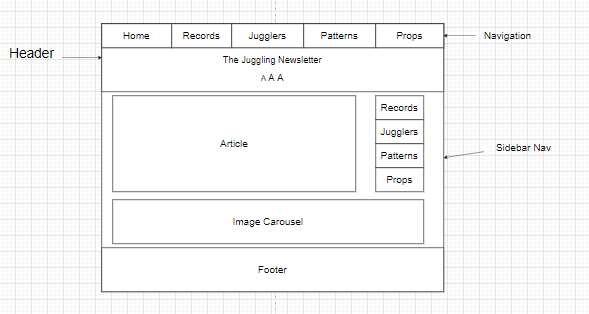 Home Records Jugglers Patterns Props
Navigation
Header
The Juggling Newsletter
A A A
Article
Records
Jugglers
Patterns
Props
Sidebar Nav
Image Carousel
Footer